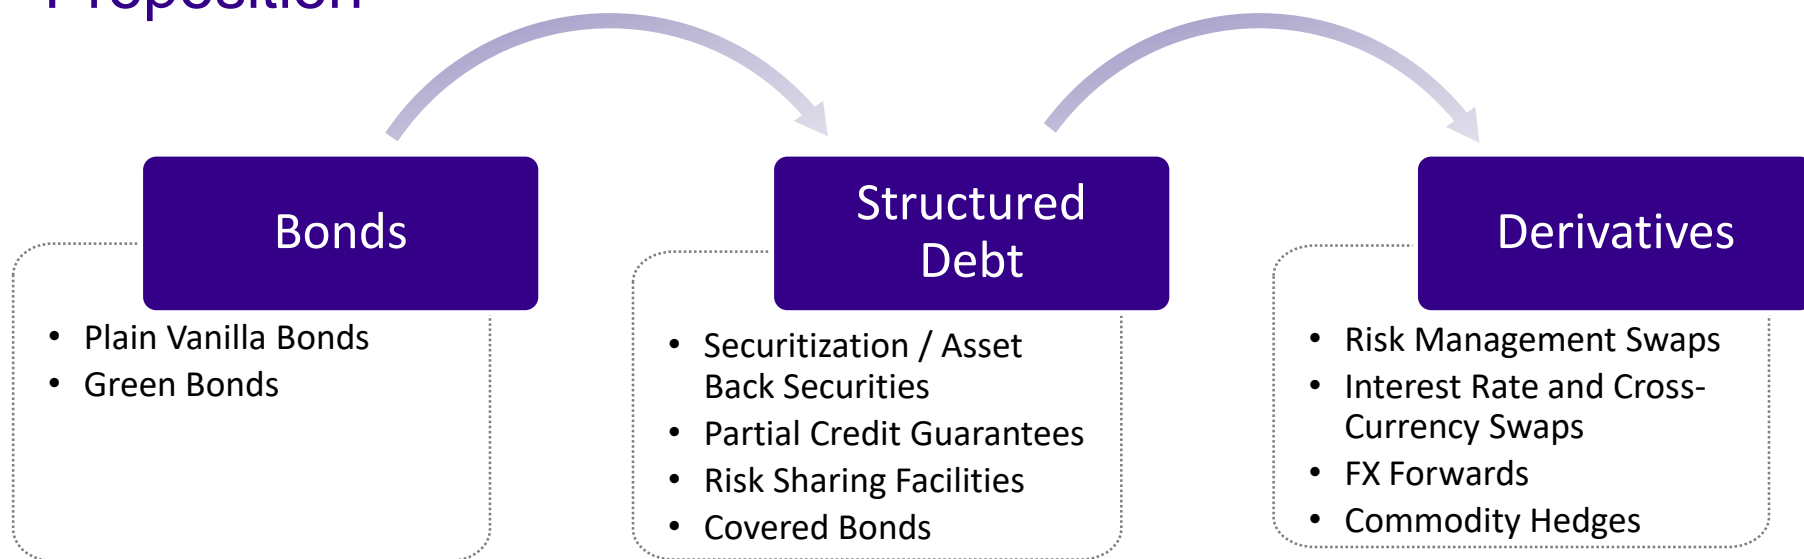 Proposition
Bonds
• Plain Vanilla Bonds
• Green Bonds
Structured
Debt
• Securitization / Asset
Back Securities
• Partial Credit Guarantees
• Risk Sharing Facilities
• Covered Bonds
Derivatives
• Risk Management Swaps
• Interest Rate and Cross-
Currency Swaps
• FX Forwards
• Commodity Hedges